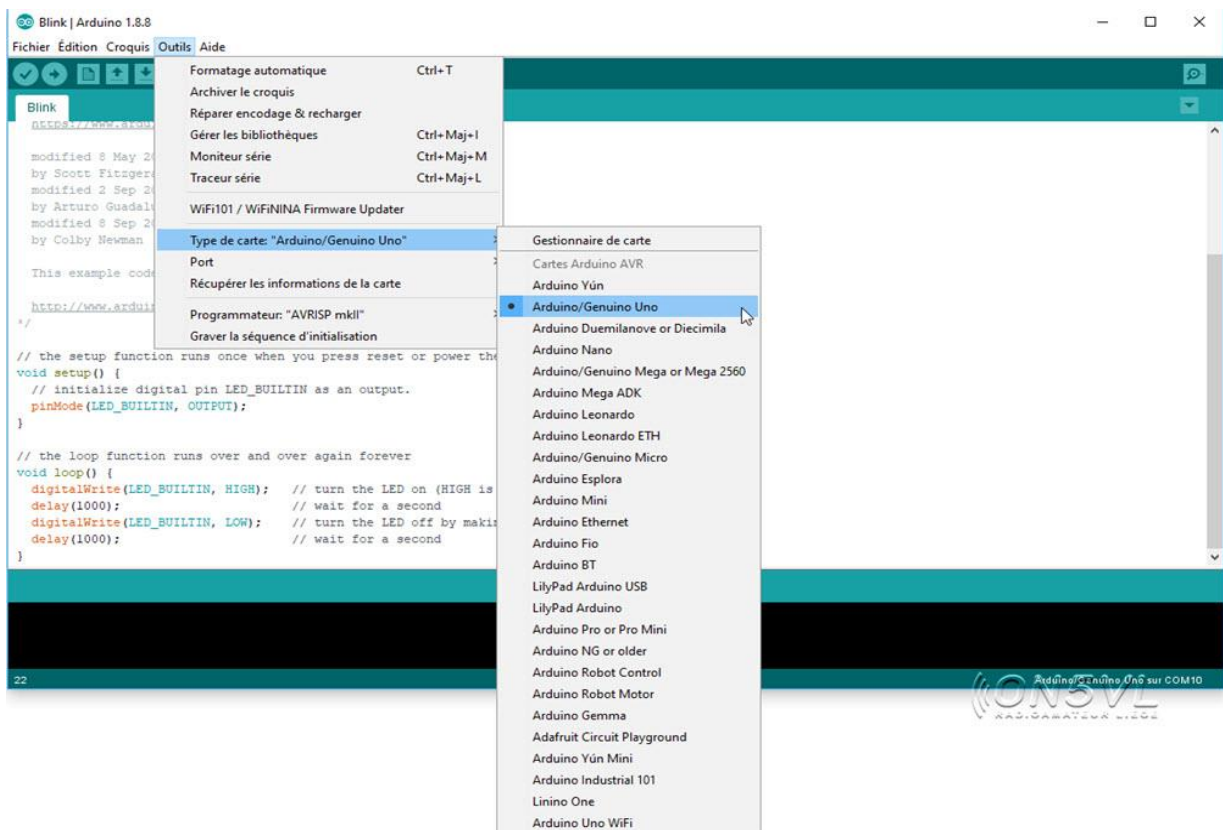 Blink | Arduino 1.8.8
Fichier Édition Croquis Outils Aide
Blink
https://www.ardui
modified 8 May 20
by Scott Fitzgera
modified 2 Sep 20
by Arturo Guadalu
modified 8 Sep 20
by Colby Newman
This example code
http://www.arduin
*/
// the setup function runs once when you press reset or power the
void setup() {
// initialize digital pin LED_BUILTIN as an output.
pinMode(LED_BUILTIN, OUTPUT);
}
// the loop function runs over and over again forever
void loop() {
digitalWrite(LED_BUILTIN, HIGH); // turn the LED on (HIGH is
delay(1000); // wait for a second
digitalWrite(LED_BUILTIN, LOW); // turn the LED off by makin
delay(1000); // wait for a second
}
Formatage automatique Ctrl+T
Archiver le croquis
Réparer encodage & recharger
Gérer les bibliothèques Ctrl+Maj+I
Moniteur série Ctrl+Maj+M
Traceur série Ctrl+Maj+L
WiFi101 / WiFiNINA Firmware Updater
Type de carte: "Arduino/Genuino Uno"
Port
Récupérer les informations de la carte
Programmateur: "AVRISP mkII"
Graver la séquence d'initialisation
Gestionnaire de carte
Cartes Arduino AVR
Arduino Yún
Arduino/Genuino Uno
Arduino Duemilanove or Diecimila
Arduino Nano
Arduino/Genuino Mega or Mega 2560
Arduino Mega ADK
Arduino Leonardo
Arduino Leonardo ETH
Arduino/Genuino Micro
Arduino Esplora
Arduino Mini
Arduino Ethernet
Arduino Fio
Arduino BT
LilyPad Arduino USB
LilyPad Arduino
Arduino Pro or Pro Mini
Arduino NG or older
Arduino Robot Control
Arduino Robot Motor
Arduino Gemma
Adafruit Circuit Playground
Arduino Yún Mini
Arduino Industrial 101
Linino One
Arduino Uno WiFi
22
Arduino/Genuino Uno sur COM10
ON5VL
RADIOAMATEUR LIEGE